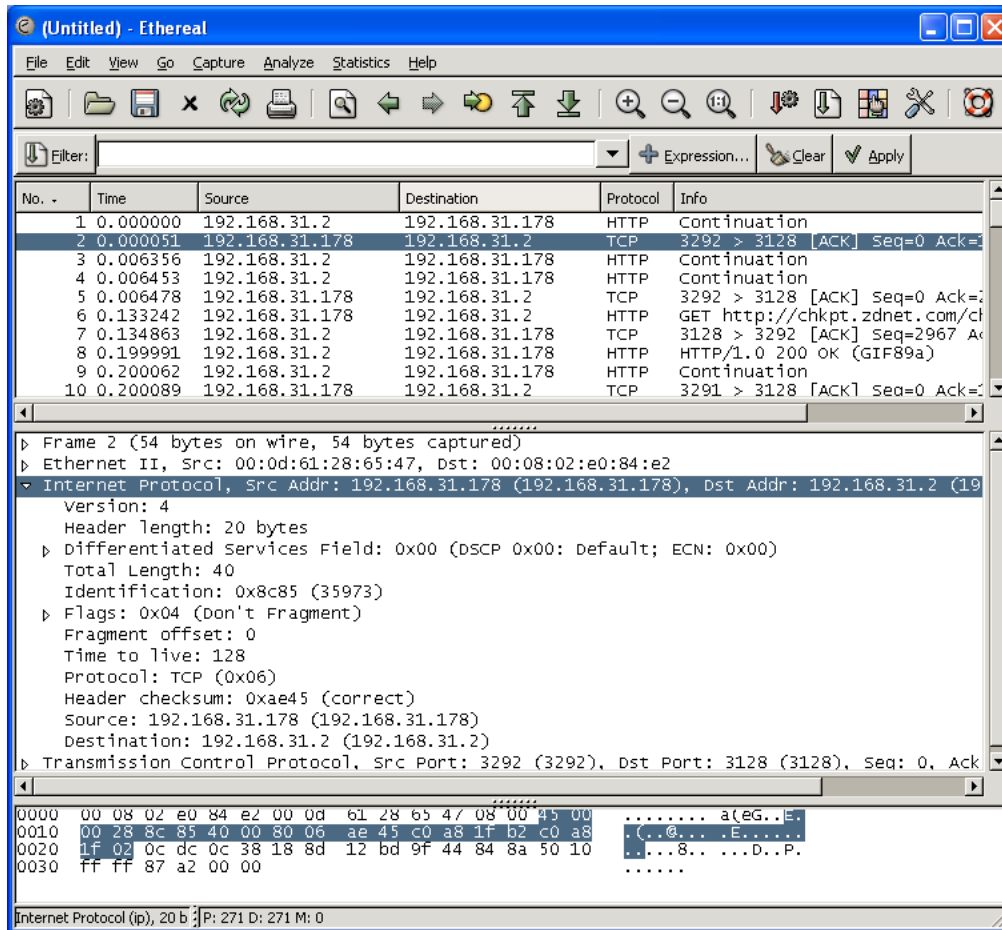 (Untitled) - Ethereal
File Edit View Go Capture Analyze Statistics Help
Filter: Expression... Clear Apply
No. Time Source Destination Protocol Info
1 0.000000 192.168.31.2 192.168.31.178 HTTP Continuation
2 0.000051 192.168.31.178 192.168.31.2 TCP 3292 > 3128 [ACK] Seq=0 Ack=
3 0.006356 192.168.31.2 192.168.31.178 HTTP Continuation
4 0.006453 192.168.31.2 192.168.31.178 HTTP Continuation
5 0.006478 192.168.31.178 192.168.31.2 TCP 3292 > 3128 [ACK] Seq=0 Ack=
6 0.133242 192.168.31.178 192.168.31.2 HTTP GET http://chkpt.zdnet.com/ch
7 0.134863 192.168.31.2 192.168.31.178 TCP 3128 > 3292 [ACK] Seq=2967 A
8 0.199991 192.168.31.2 192.168.31.178 HTTP HTTP/1.0 200 OK (GIF89a)
9 0.200062 192.168.31.2 192.168.31.178 HTTP Continuation
10 0.200089 192.168.31.178 192.168.31.2 TCP 3291 > 3128 [ACK] Seq=0 Ack=
Frame 2 (54 bytes on wire, 54 bytes captured)
Ethernet II, Src: 00:0d:61:28:65:47, Dst: 00:08:02:e0:84:e2
Internet Protocol, Src Addr: 192.168.31.178 (192.168.31.178), Dst Addr: 192.168.31.2 (19
Version: 4
Header length: 20 bytes
Differentiated Services Field: 0x00 (DSCP 0x00: Default; ECN: 0x00)
Total Length: 40
Identification: 0x8c85 (35973)
Flags: 0x04 (Don't Fragment)
Fragment offset: 0
Time to live: 128
Protocol: TCP (0x06)
Header checksum: 0xae45 (correct)
Source: 192.168.31.178 (192.168.31.178)
Destination: 192.168.31.2 (192.168.31.2)
Transmission Control Protocol, Src Port: 3292 (3292), Dst Port: 3128 (3128), Seq: 0, Ack
0000 00 08 02 e0 84 e2 00 0d 61 28 65 47 08 00 45 00 ........ a(eG..E.
0010 00 28 8c 85 40 00 80 06 ae 45 c0 a8 1f b2 c0 a8 .(..@... .E......
0020 1f 02 0c dc 0c 38 18 8d 12 bd 9f 44 84 8a 50 10 .....8.. ...D..P.
0030 ff ff 87 a2 00 00 ......
Internet Protocol (ip), 20 b P: 271 D: 271 M: 0